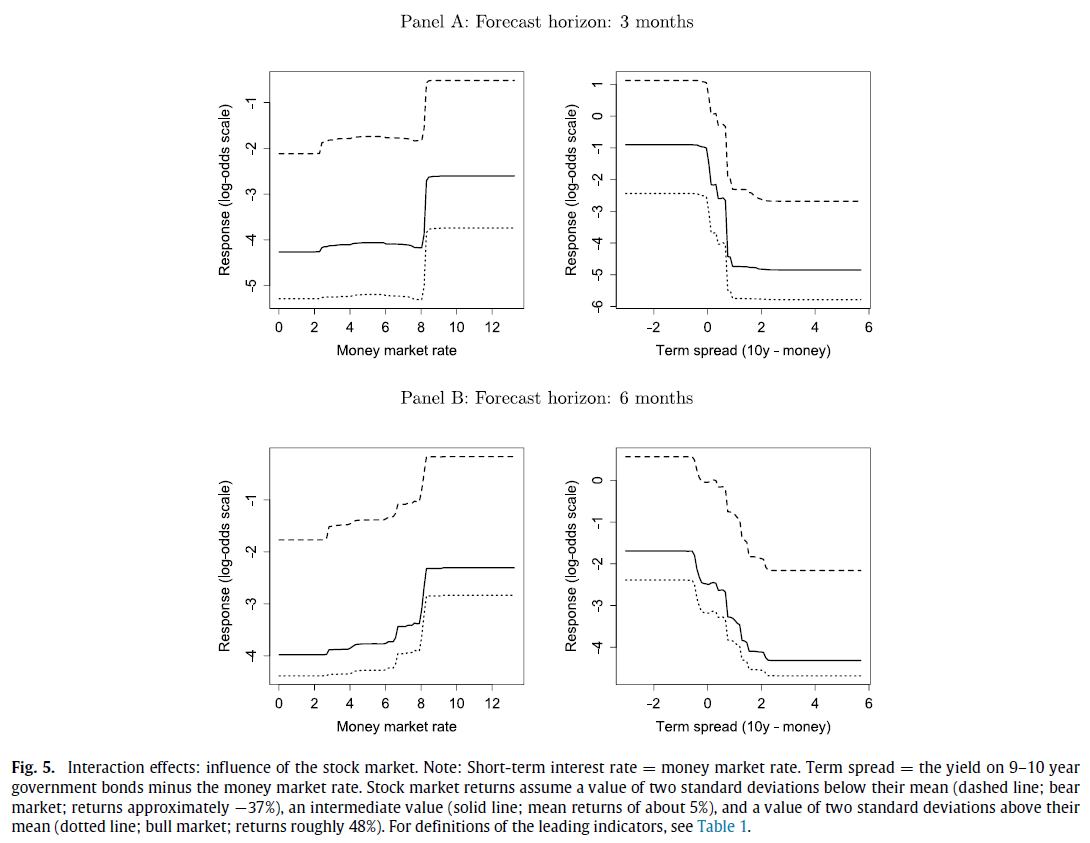 Panel A: Forecast horizon: 3 months
Response (log-odds scale)
-1
-2
-3
-4
-5
0 2 4 6 8 10 12
Money market rate
Response (log-odds scale)
1
0
-1
-2
-3
-4
-5
-6
-2 0 2 4 6
Term spread (10y - money)
Panel B: Forecast horizon: 6 months
Response (log-odds scale)
-1
-2
-3
-4
0 2 4 6 8 10 12
Money market rate
Response (log-odds scale)
0
-1
-2
-3
-4
-2 0 2 4 6
Term spread (10y - money)
Fig. 5. Interaction effects: influence of the stock market. Note: Short-term interest rate = money market rate. Term spread = the yield on 9–10 year
government bonds minus the money market rate. Stock market returns assume a value of two standard deviations below their mean (dashed line; bear
market; returns approximately −37%), an intermediate value (solid line; mean returns of about 5%), and a value of two standard deviations above their
mean (dotted line; bull market; returns roughly 48%). For definitions of the leading indicators, see Table 1.